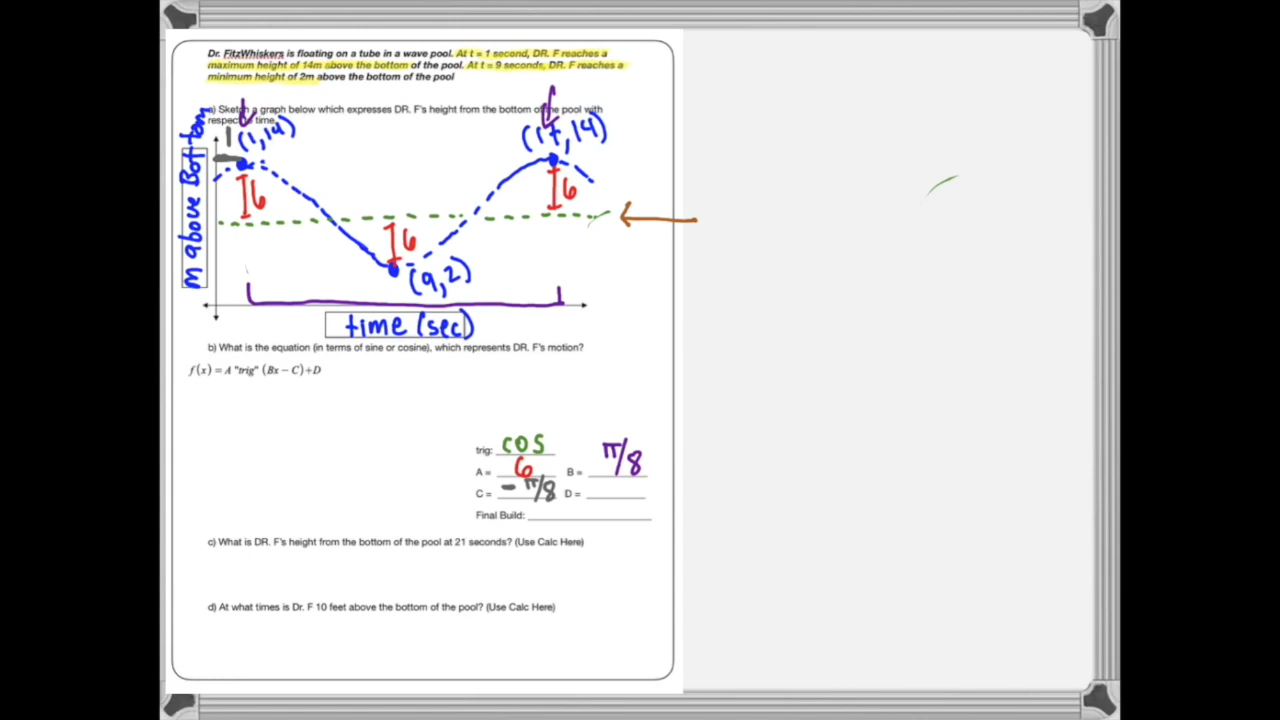 Dr. FitzWhiskers is floating on a tube in a wave pool. At t = 1 second, DR. F reaches a
maximum height of 14m above the bottom of the pool. At t = 9 seconds, DR. F reaches a
minimum height of 2m above the bottom of the pool
a) Sketch a graph below which expresses DR. F's height from the bottom of the pool with
respect to time.
m above Bottom
1
(1,14)
(17,14)
6
6
6
(9,2)
time (sec)
b) What is the equation (in terms of sine or cosine), which represents DR. F's motion?
f(x) = A "trig" (Bx – C)+D
trig: cos
A = 6 B = π/8
C = - π/8 D =
Final Build:
c) What is DR. F's height from the bottom of the pool at 21 seconds? (Use Calc Here)
d) At what times is Dr. F 10 feet above the bottom of the pool? (Use Calc Here)